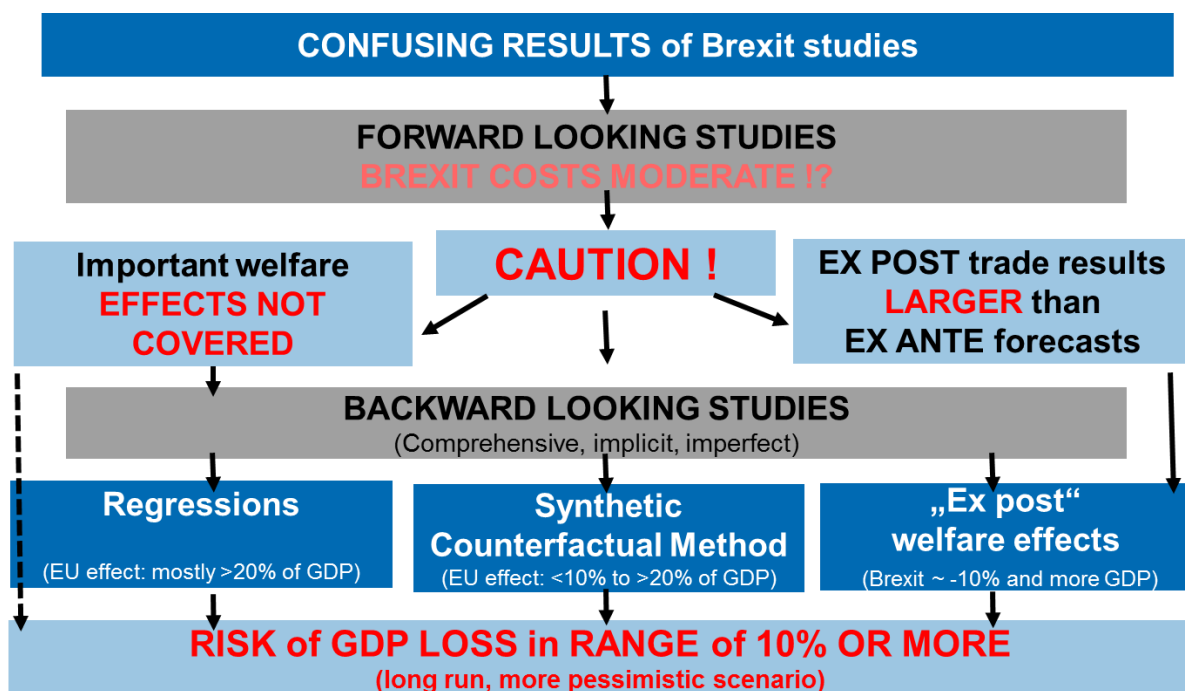 CONFUSING RESULTS of Brexit studies
FORWARD LOOKING STUDIES
BREXIT COSTS MODERATE !?
Important welfare
EFFECTS NOT
COVERED
CAUTION !
EX POST trade results
LARGER than
EX ANTE forecasts
BACKWARD LOOKING STUDIES
(Comprehensive, implicit, imperfect)
Regressions
(EU effect: mostly >20% of GDP)
Synthetic
Counterfactual Method
(EU effect: <10% to >20% of GDP)
„Ex post“
welfare effects
(Brexit ~ -10% and more GDP)
RISK of GDP LOSS in RANGE of 10% OR MORE
(long run, more pessimistic scenario)